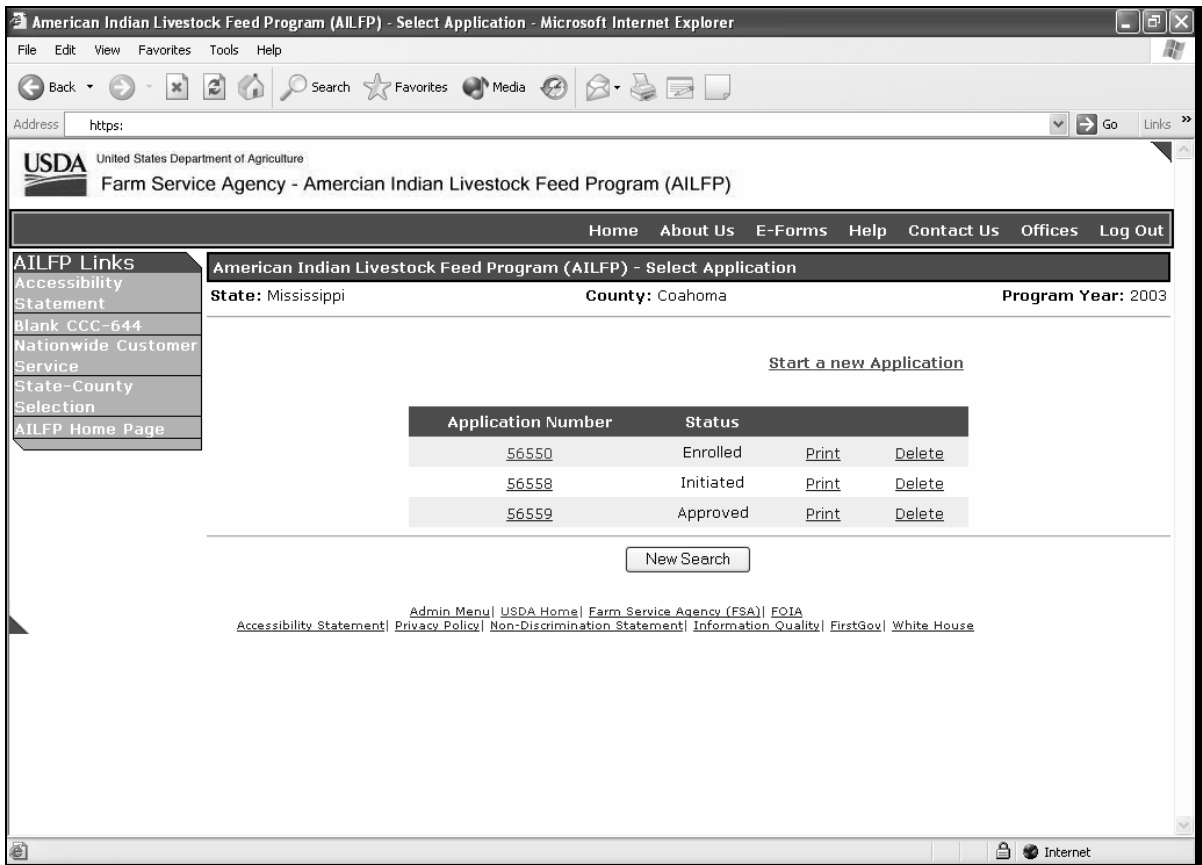 American Indian Livestock Feed Program (AILFP) - Select Application - Microsoft Internet Explorer
File Edit View Favorites Tools Help
Back Search Favorites Media
Address https: Go Links »
USDA United States Department of Agriculture
Farm Service Agency - Amercian Indian Livestock Feed Program (AILFP)
Home About Us E-Forms Help Contact Us Offices Log Out
AILFP Links
Accessibility
Statement
Blank CCC-644
Nationwide Customer
Service
State-County
Selection
AILFP Home Page
American Indian Livestock Feed Program (AILFP) - Select Application
State: Mississippi County: Coahoma Program Year: 2003
Start a new Application
Application Number Status
56550 Enrolled Print Delete
56558 Initiated Print Delete
56559 Approved Print Delete
New Search
Admin Menu| USDA Home| Farm Service Agency (FSA)| FOIA
Accessibility Statement| Privacy Policy| Non-Discrimination Statement| Information Quality| FirstGov| White House
Internet